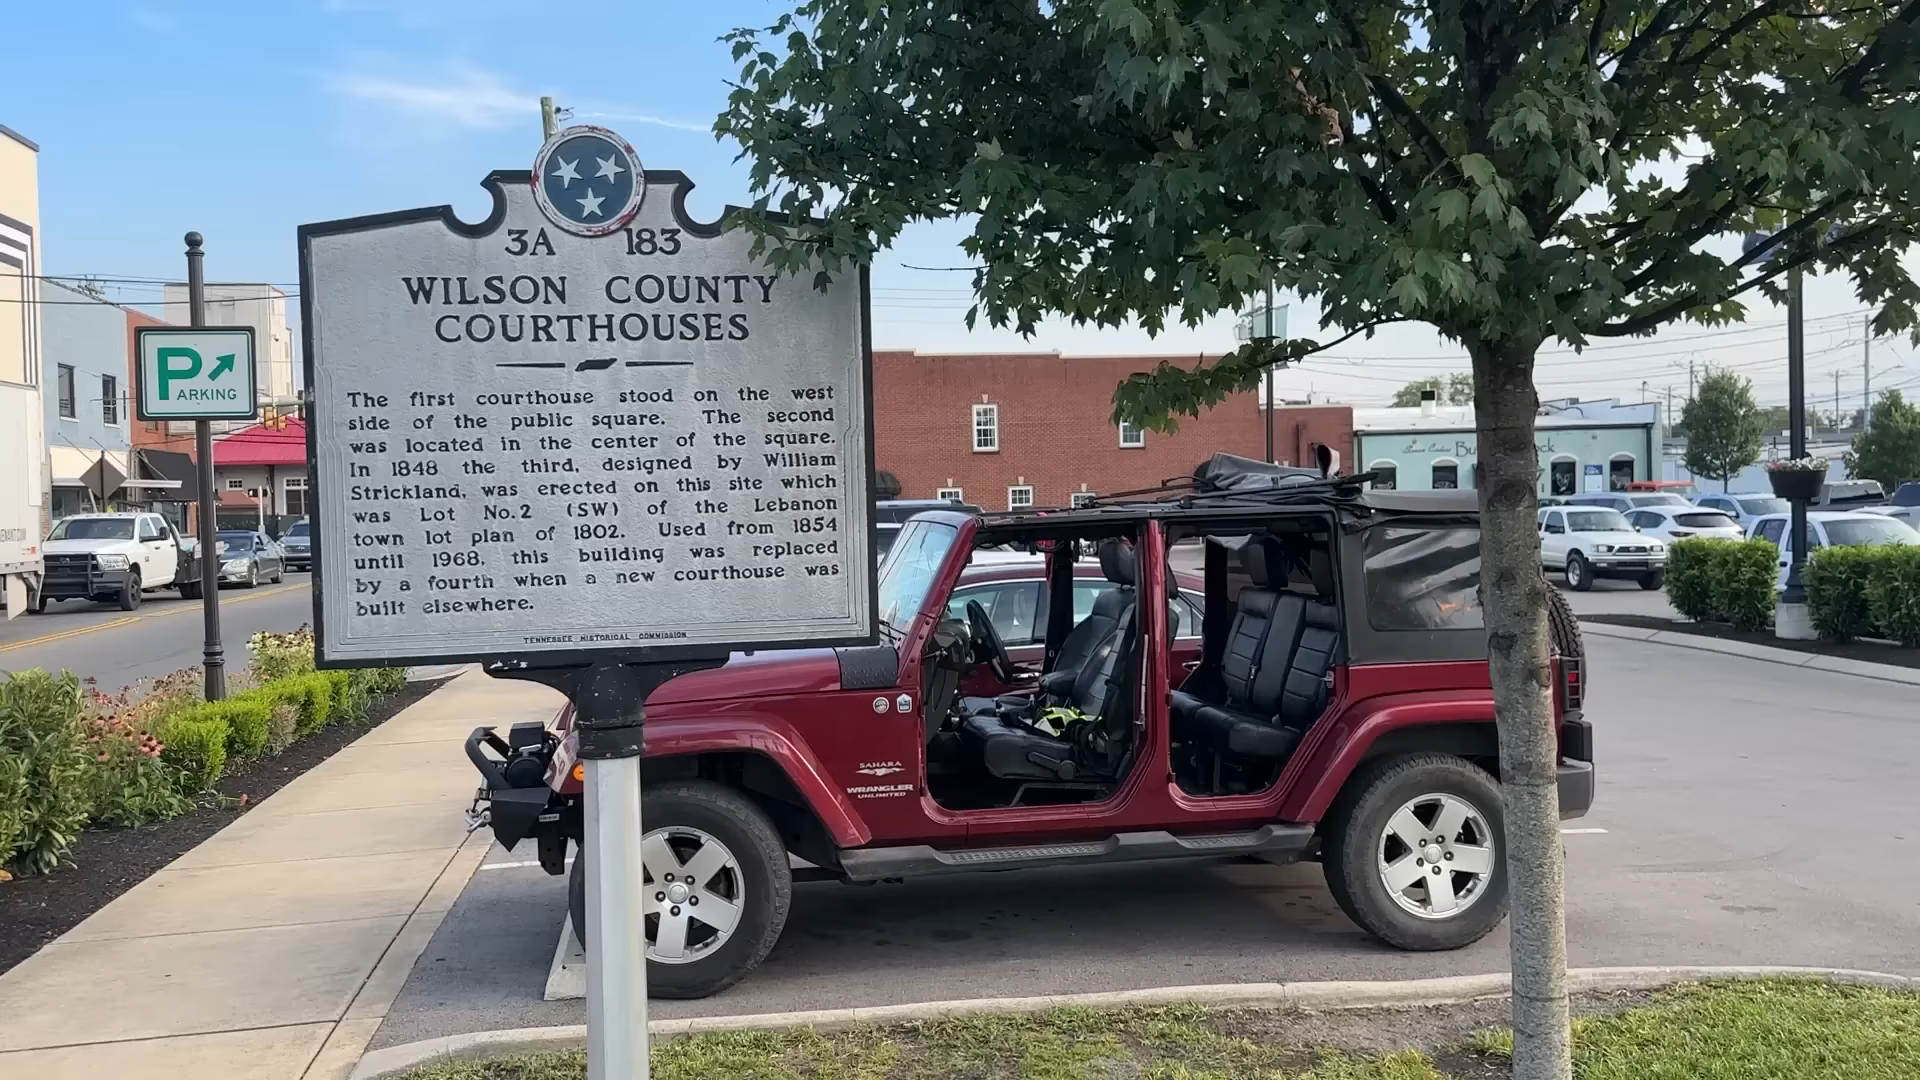 3A 183
WILSON COUNTY
COURTHOUSES
The first courthouse stood on the west
side of the public square. The second
was located in the center of the square.
In 1848 the third, designed by William
Strickland, was erected on this site which
was Lot No.2 (SW) of the Lebanon
town lot plan of 1802. Used from 1854
until 1968, this building was replaced
by a fourth when a new courthouse was
built elsewhere.
TENNESSEE HISTORICAL COMMISSION
PARKING
SAHARA
WRANGLER
UNLIMITED